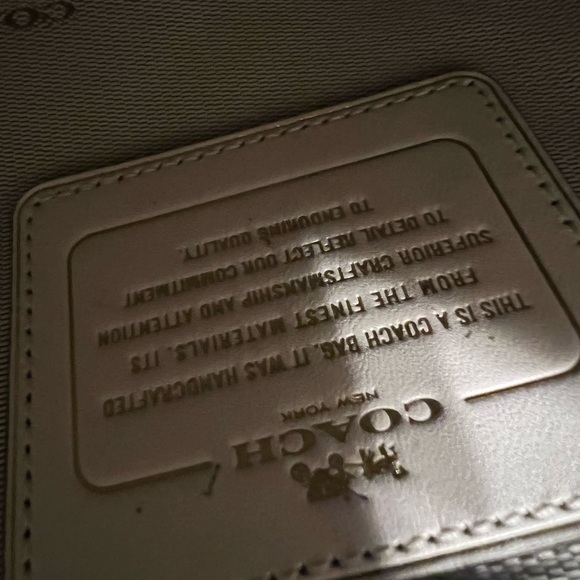 COACH
NEW YORK
THIS IS A COACH BAG. IT WAS HANDCRAFTED
FROM THE FINEST MATERIALS. ITS
SUPERIOR CRAFTSMANSHIP AND ATTENTION
TO DETAIL REFLECT OUR COMMITMENT
TO ENDURING QUALITY.
CO